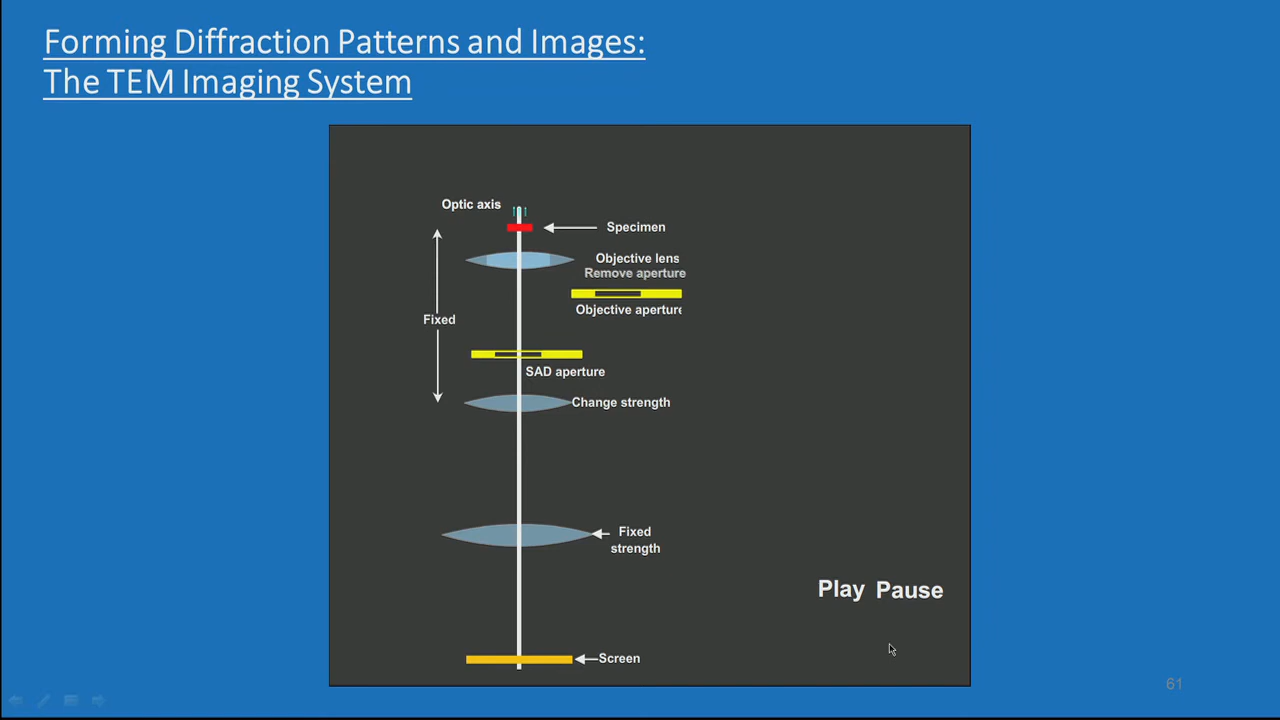 Forming Diffraction Patterns and Images:
The TEM Imaging System
Optic axis
Specimen
Objective lens
Remove aperture
Objective aperture
Fixed
SAD aperture
Change strength
Fixed
strength
Play Pause
Screen
61